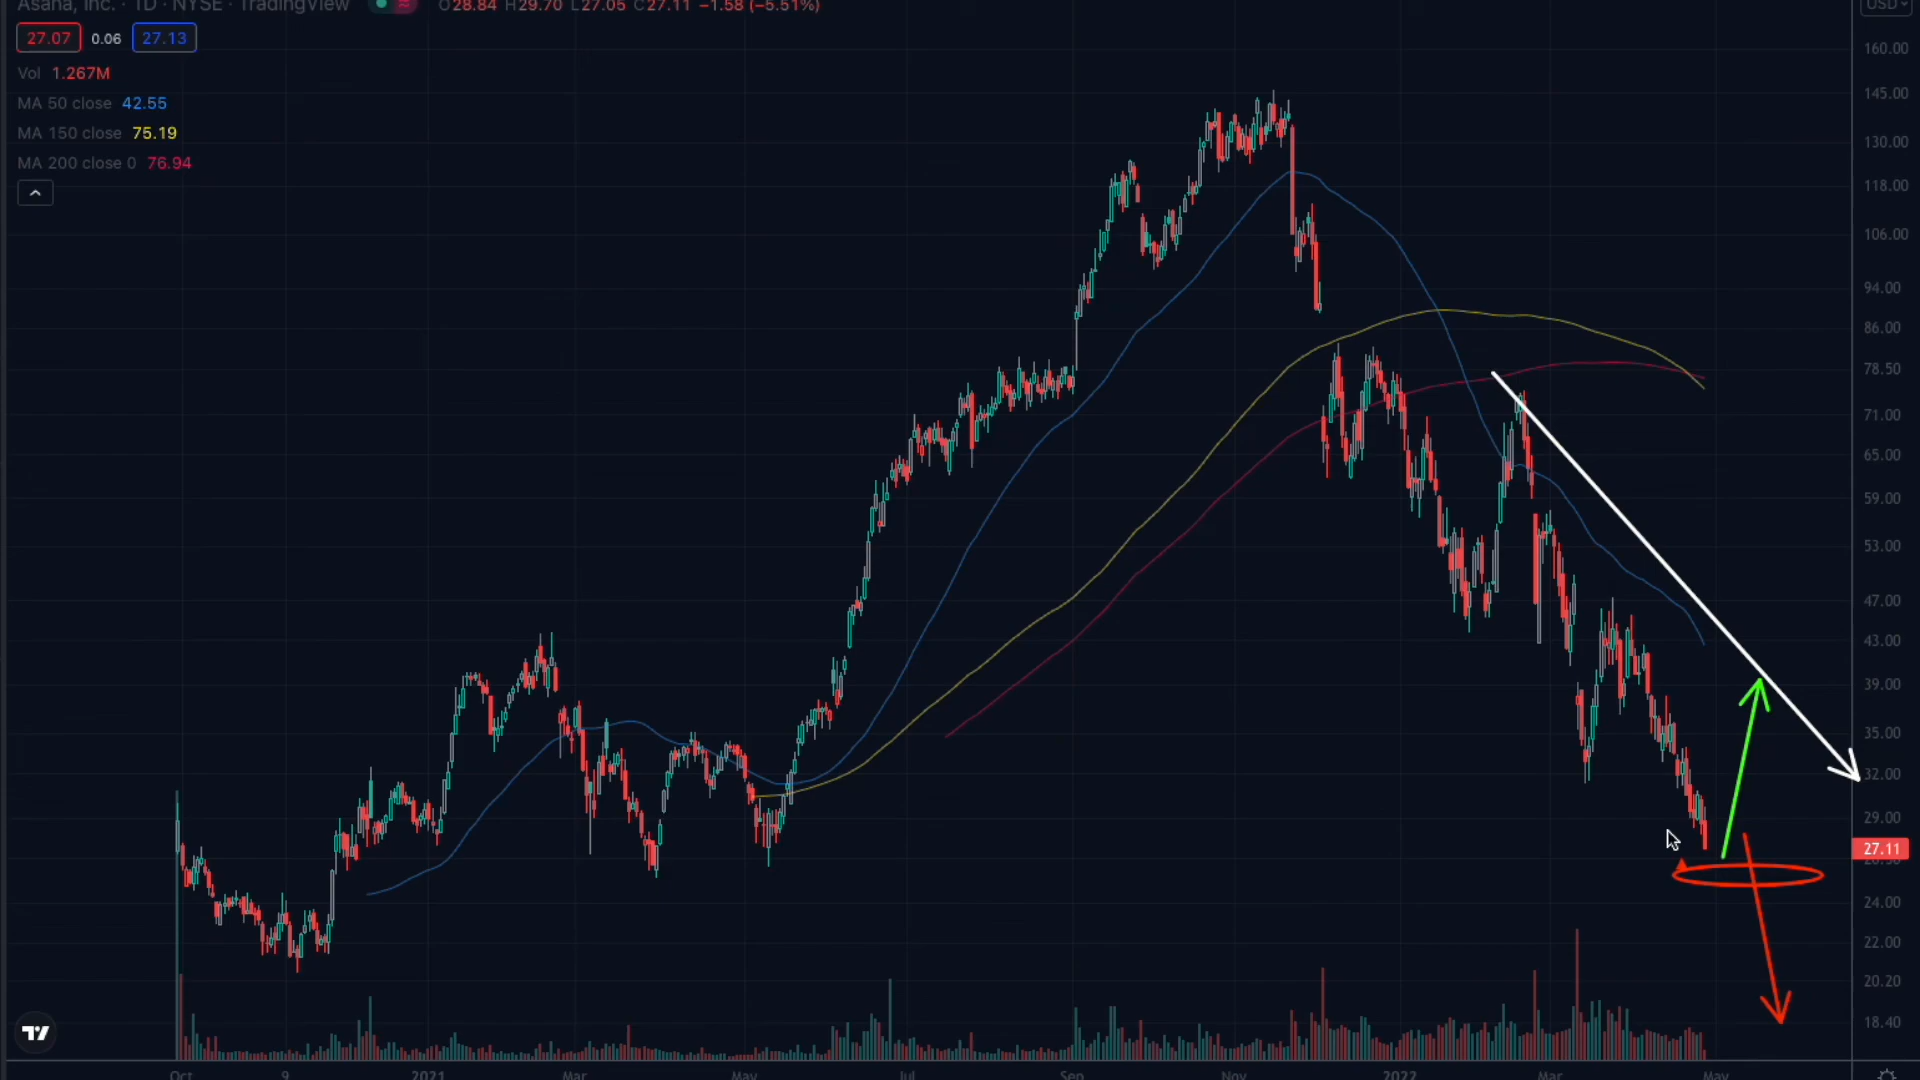 Asana, Inc. · 1D · NYSE · TradingView O28.84 H29.70 L27.05 C27.11 −1.58 (−5.51%)
USD
27.07 0.06 27.13
Vol 1.267M
MA 50 close 42.55
MA 150 close 75.19
MA 200 close 0 76.94
160.00
145.00
130.00
118.00
106.00
94.00
86.00
78.50
71.00
65.00
59.00
53.00
47.00
43.00
39.00
35.00
32.00
29.00
27.11
24.00
22.00
20.20
18.40
Oct 9 2021 Mar May Jul Sep Nov 2022 Mar May